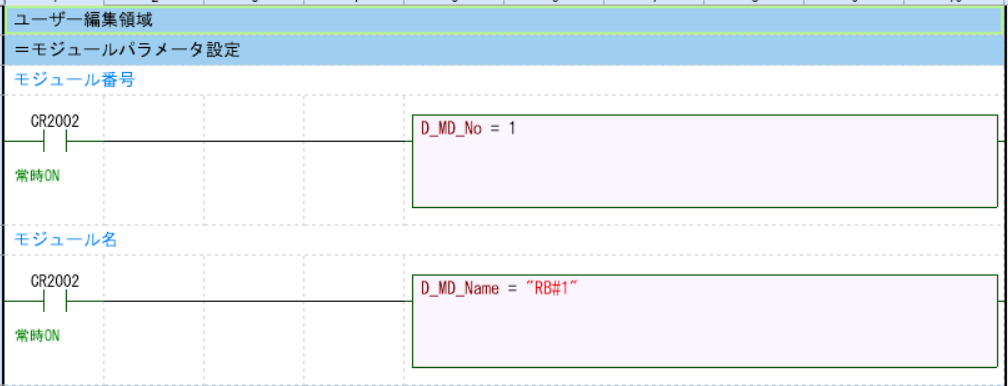 ユーザー編集領域
=モジュールパラメータ設定
モジュール番号
CR2002
D_MD_No = 1
常時ON
モジュール名
CR2002
D_MD_Name = "RB#1"
常時ON